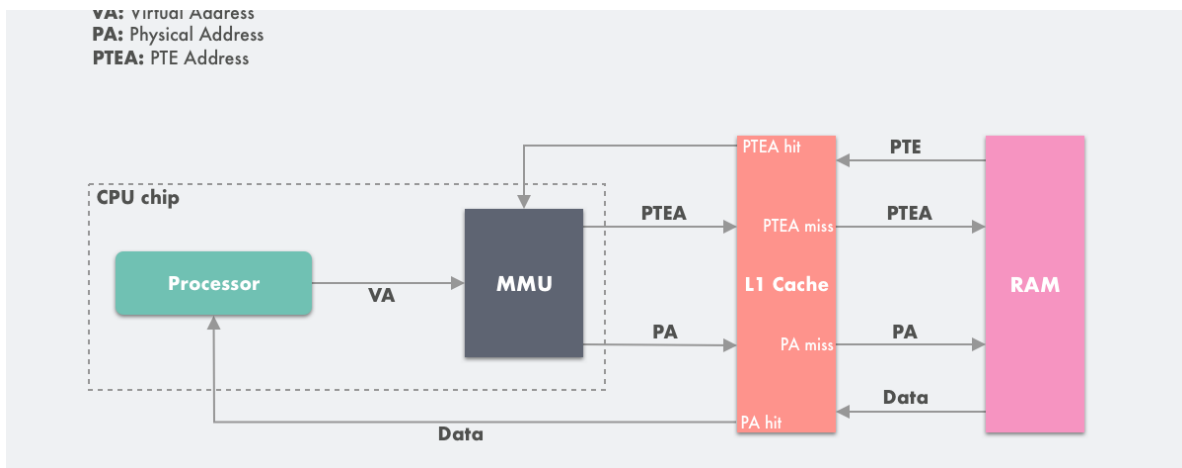 VA: Virtual Address
PA: Physical Address
PTEA: PTE Address
PTEA hit
PTE
CPU chip
PTEA
PTEA miss
PTEA
Processor
VA
MMU
L1 Cache
RAM
PA
PA miss
PA
Data
PA hit
Data